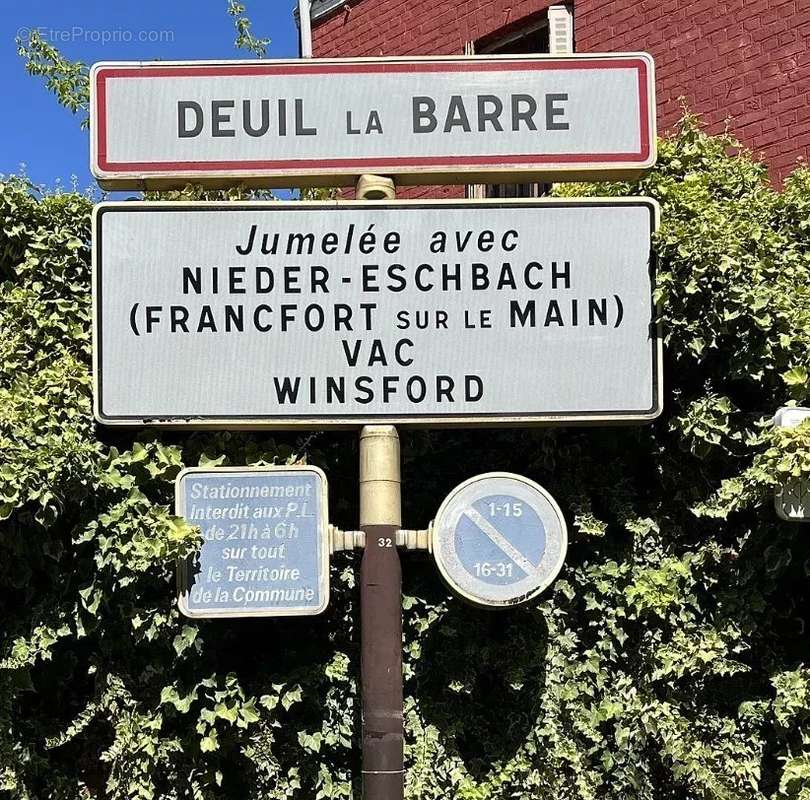 © EtrePropio.com
DEUIL LA BARRE
Jumelée avec
NIEDER-ESCHBACH
(FRANCFORT SUR LE MAIN)
VAC
WINSFORD
Stationnement
Interdit aux P.L.
de 21h à 6h
sur tout
le Territoire
de la Commune
32
1-15
16-31